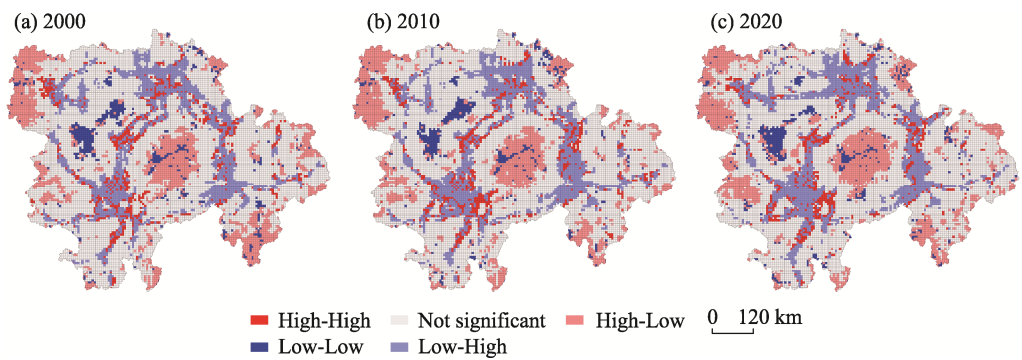 (a) 2000 (b) 2010 (c) 2020
High-High Not significant High-Low 0 120 km
Low-Low Low-High